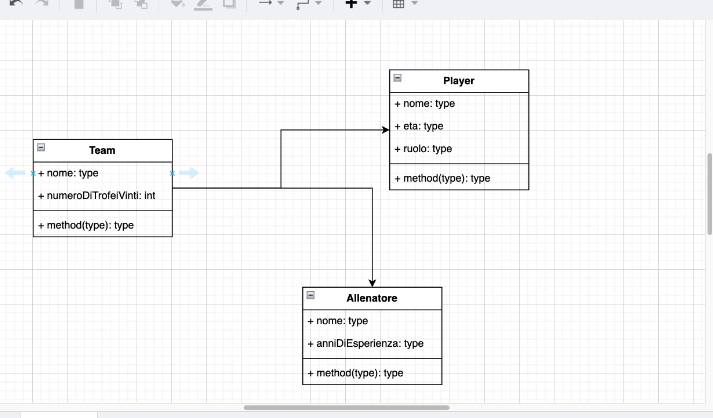 Player
+ nome: type
+ eta: type
+ ruolo: type
+ method(type): type
Team
+ nome: type
+ numeroDiTrofeiVinti: int
+ method(type): type
Allenatore
+ nome: type
+ anniDiEsperienza: type
+ method(type): type